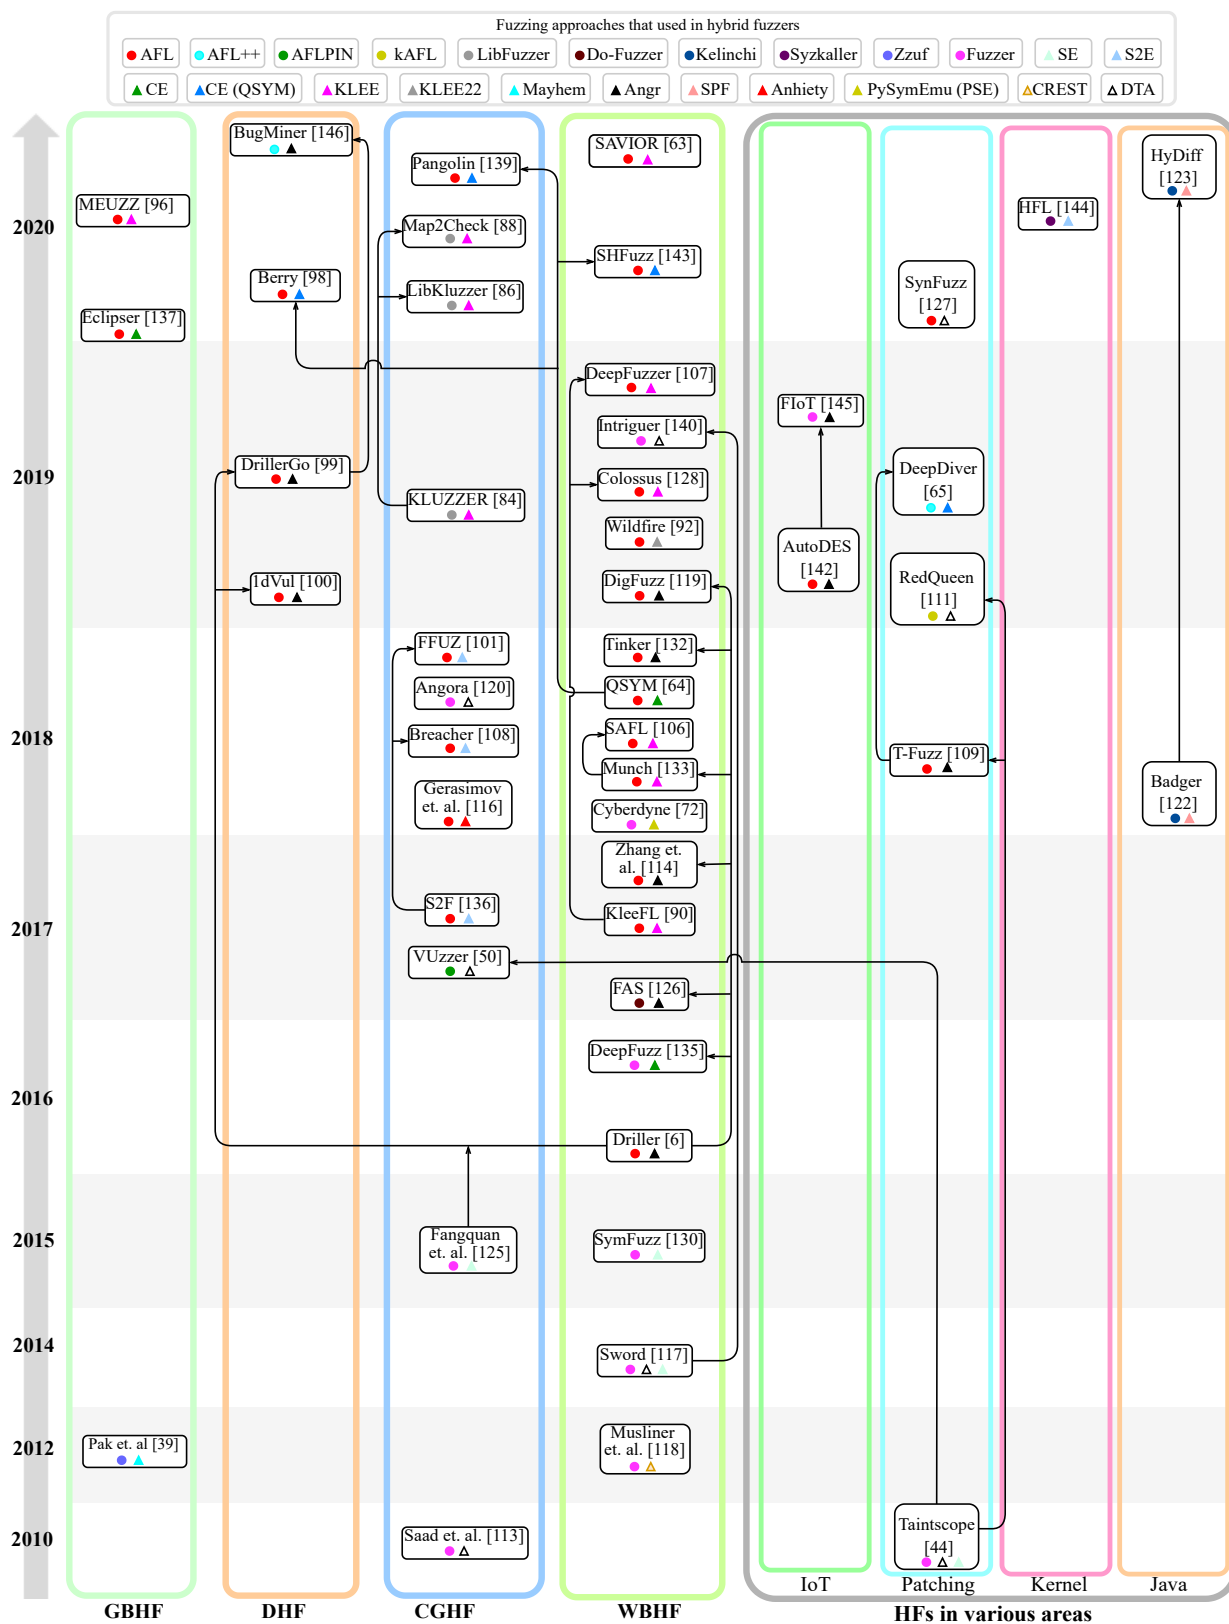 Fuzzing approaches that used in hybrid fuzzers
AFL AFL++ AFLPIN kAFL LibFuzzer Do-Fuzzer Kelinchi Syzkaller Zzuf Fuzzer SE S2E
CE CE (QSYM) KLEE KLEE22 Mayhem Angr SPF Anhiety PySymEmu (PSE) CREST DTA
2020
2019
2018
2017
2016
2015
2014
2012
2010
MEUZZ [96]
Eclipser [137]
Pak et. al [39]
GBHF
BugMiner [146]
Berry [98]
DrillerGo [99]
1dVul [100]
DHF
Pangolin [139]
Map2Check [88]
LibKluzzer [86]
KLUZZER [84]
FFUZ [101]
Angora [120]
Breacher [108]
Gerasimov
et. al. [116]
S2F [136]
VUzzer [50]
Fangquan
et. al. [125]
Saad et. al. [113]
CGHF
SAVIOR [63]
SHFuzz [143]
DeepFuzzer [107]
Intriguer [140]
Colossus [128]
Wildfire [92]
DigFuzz [119]
Tinker [132]
QSYM [64]
SAFL [106]
Munch [133]
Cyberdyne [72]
Zhang et.
al. [114]
KleeFL [90]
FAS [126]
DeepFuzz [135]
Driller [6]
SymFuzz [130]
Sword [117]
Musliner
et. al. [118]
WBHF
FIoT [145]
AutoDES
[142]
IoT
SynFuzz
[127]
DeepDiver
[65]
RedQueen
[111]
T-Fuzz [109]
Taintscope
[44]
Patching
HFL [144]
Kernel
HyDiff
[123]
Badger
[122]
Java
HFs in various areas